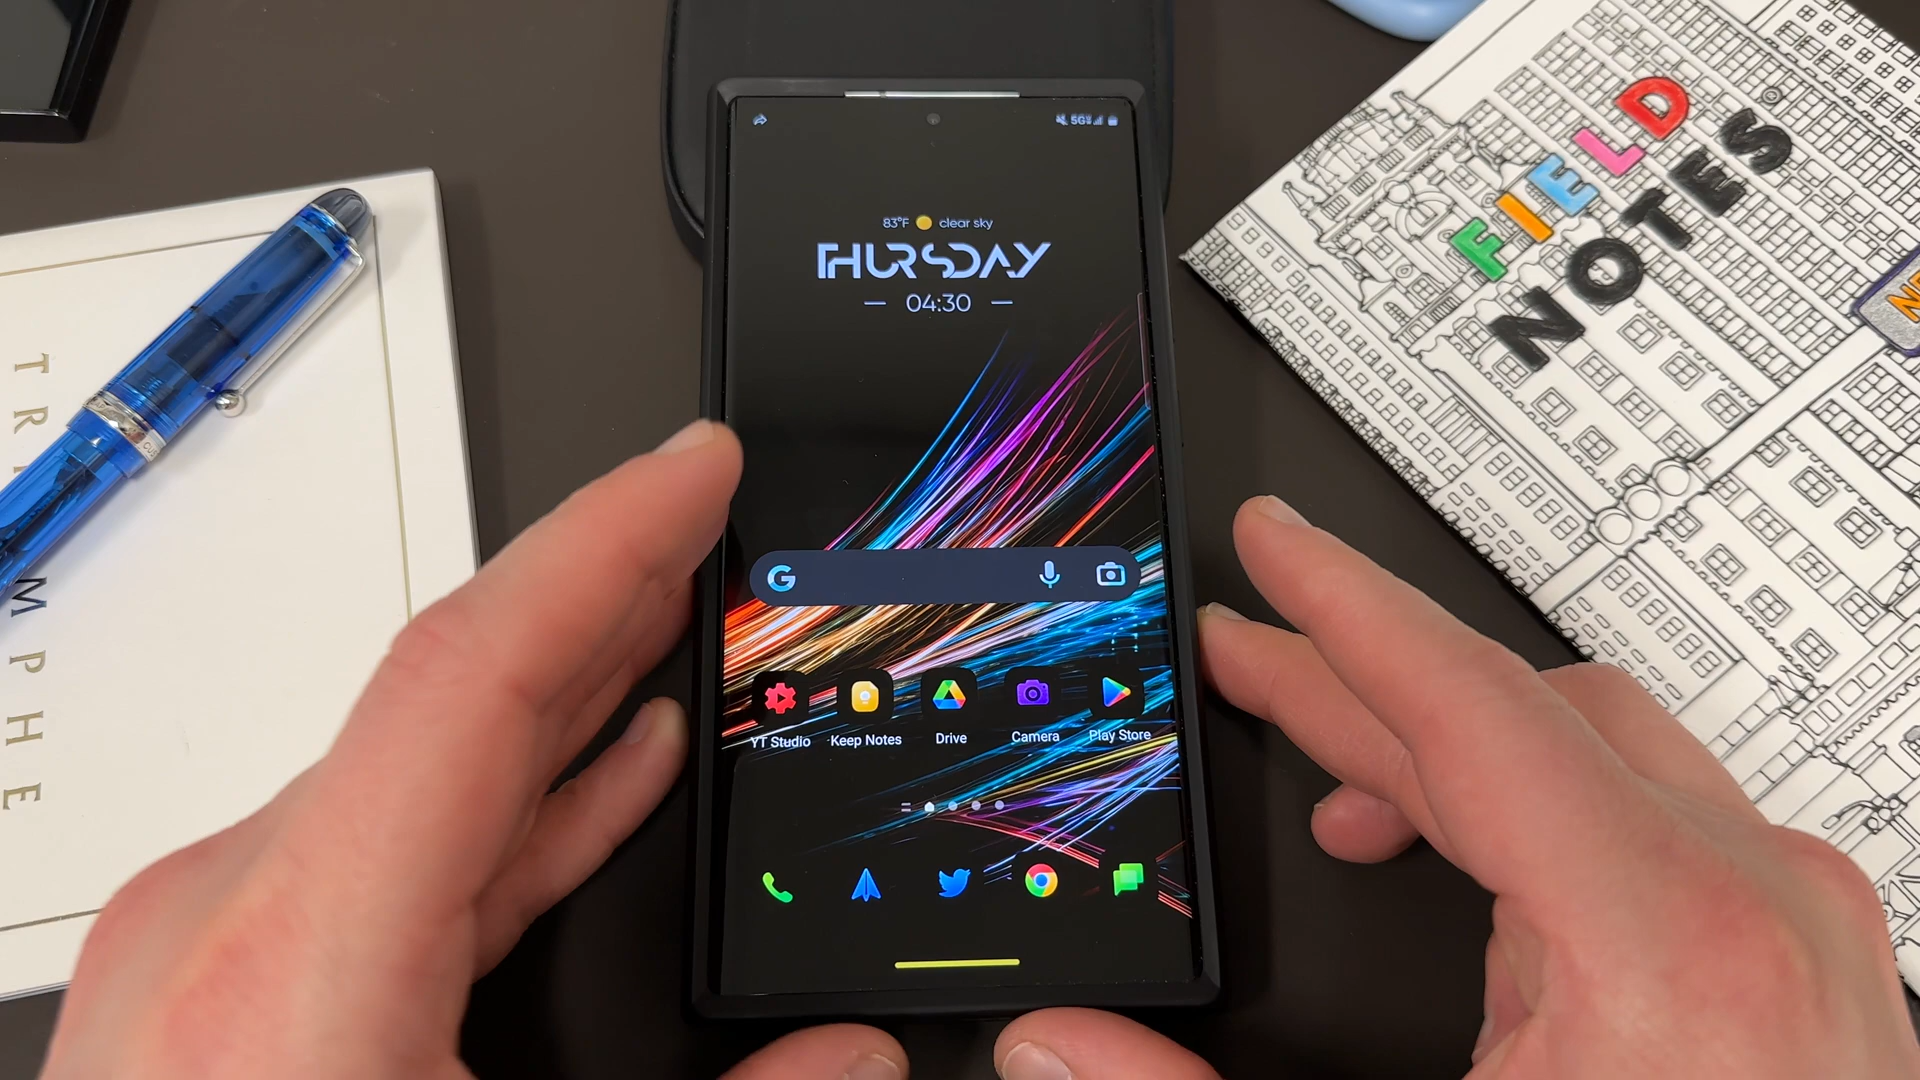 5G
83°F clear sky
THURSDAY
04:30
G
YT Studio Keep Notes Drive Camera Play Store
FIELD
NOTES